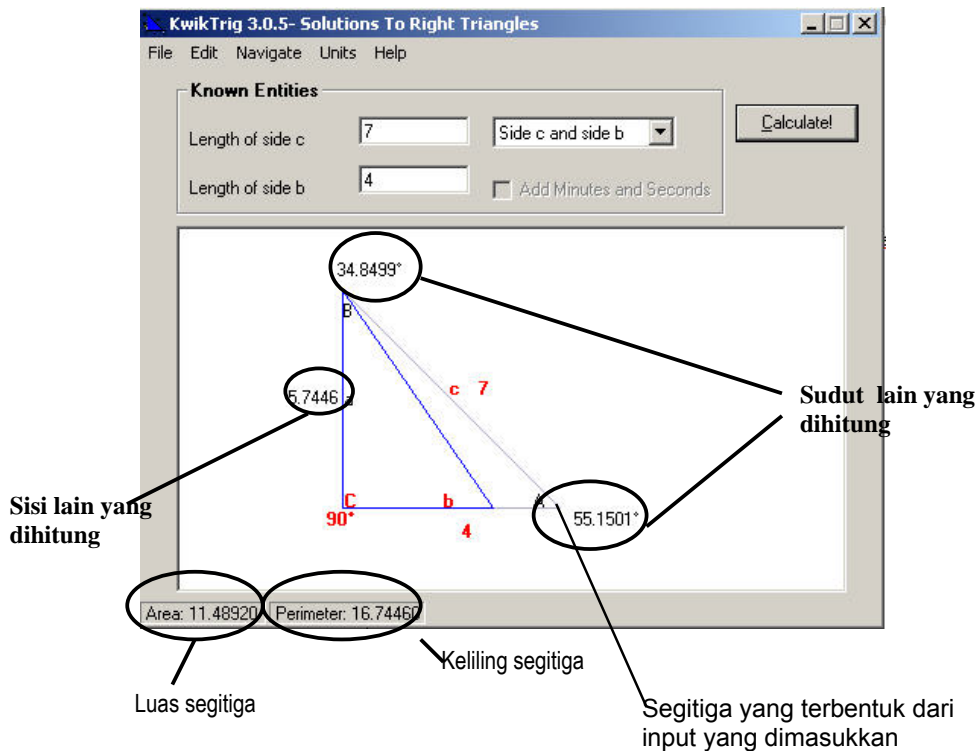 KwikTrig 3.0.5- Solutions To Right Triangles
File Edit Navigate Units Help
Known Entities
Length of side c
7
Side c and side b
Calculate!
Length of side b
4
Add Minutes and Seconds
34.8499°
B
c 7
5.7446 a
Sudut lain yang
dihitung
Sisi lain yang
dihitung
C
b
A
90°
4
55.1501°
Area: 11.48920
Perimeter: 16.74460
Keliling segitiga
Luas segitiga
Segitiga yang terbentuk dari
input yang dimasukkan